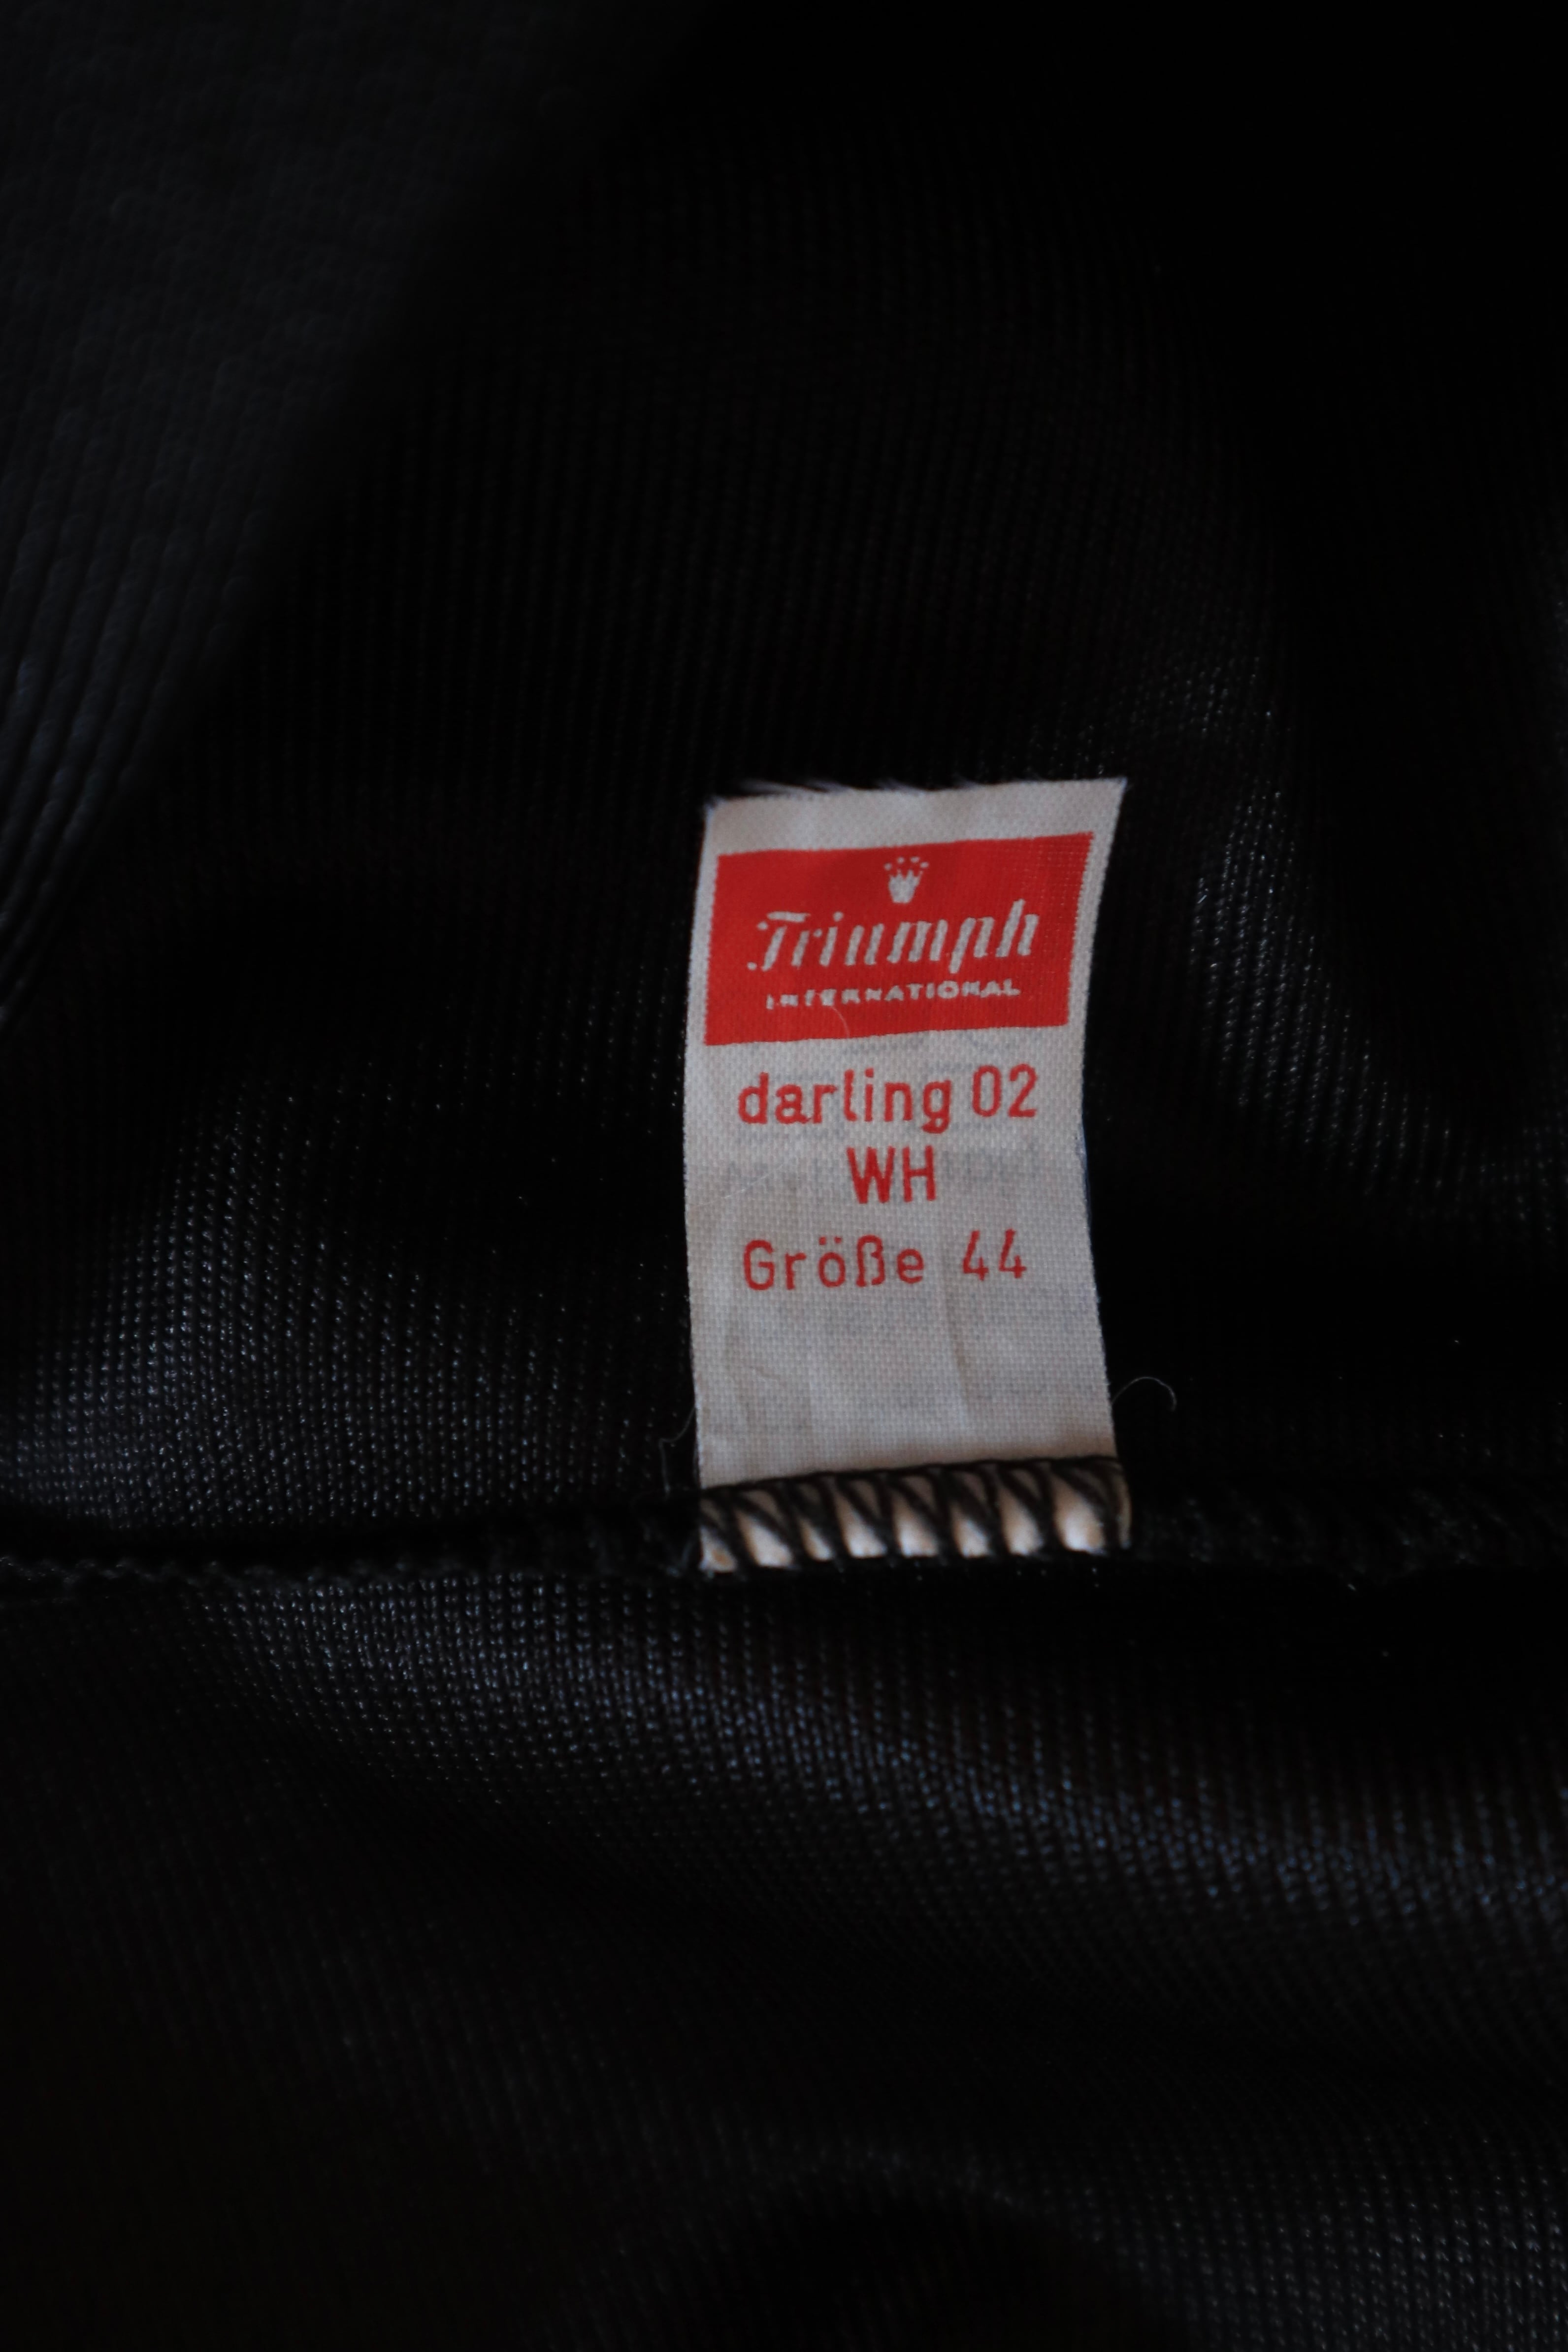 Triumph
INTERNATIONAL
darling 02
WH
Größe 44